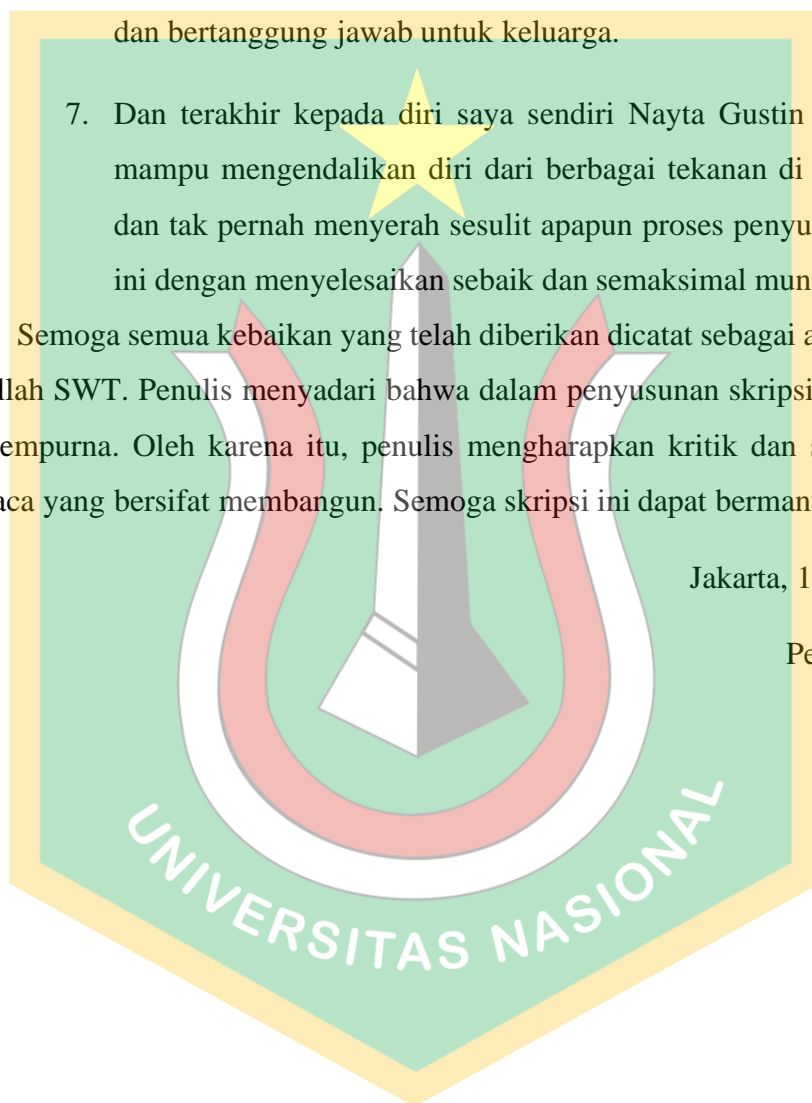 dan bertanggung jawab untuk keluarga.
7. Dan terakhir kepada diri saya sendiri Nayta Gustin
mampu mengendalikan diri dari berbagai tekanan di
dan tak pernah menyerah sesulit apapun proses penyu
ini dengan menyelesaikan sebaik dan semaksimal mun
Semoga semua kebaikan yang telah diberikan dicatat sebagai a
llah SWT. Penulis menyadari bahwa dalam penyusunan skripsi
empurna. Oleh karena itu, penulis mengharapkan kritik dan s
aca yang bersifat membangun. Semoga skripsi ini dapat berman
Jakarta, 1
Pe
UNIVERSITAS NASIONAL